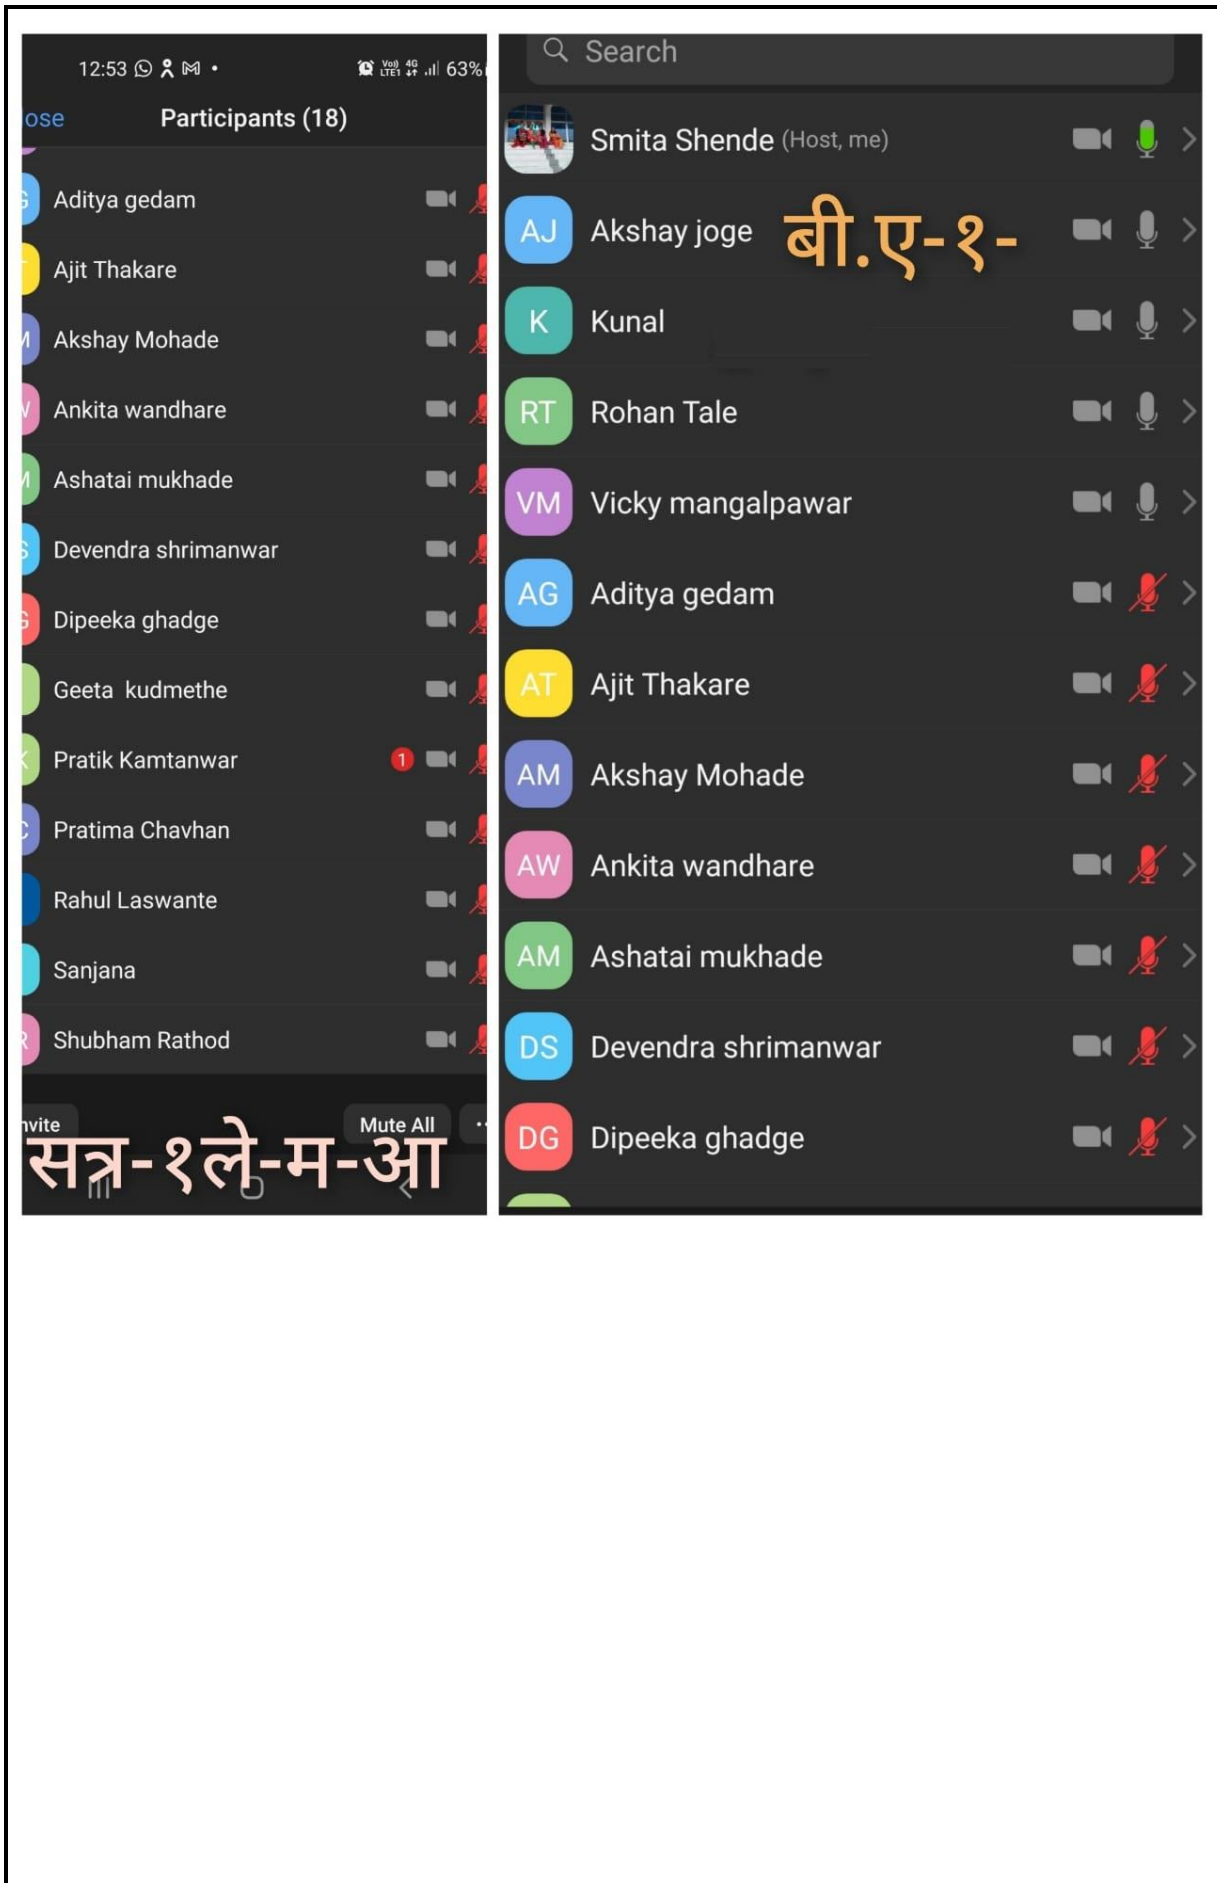 12:53
Vo)) 4G
LTE1 63%
ose Participants (18)
Aditya gedam
Ajit Thakare
Akshay Mohade
Ankita wandhare
Ashatai mukhade
Devendra shrimanwar
Dipeeka ghadge
Geeta kudmethe
Pratik Kamtanwar 1
Pratima Chavhan
Rahul Laswante
Sanjana
Shubham Rathod
nvite Mute All
सत्र-१ले-म-आ
Search
Smita Shende (Host, me)
AJ Akshay joge
बी.ए-१-
K Kunal
RT Rohan Tale
VM Vicky mangalpawar
AG Aditya gedam
AT Ajit Thakare
AM Akshay Mohade
AW Ankita wandhare
AM Ashatai mukhade
DS Devendra shrimanwar
DG Dipeeka ghadge